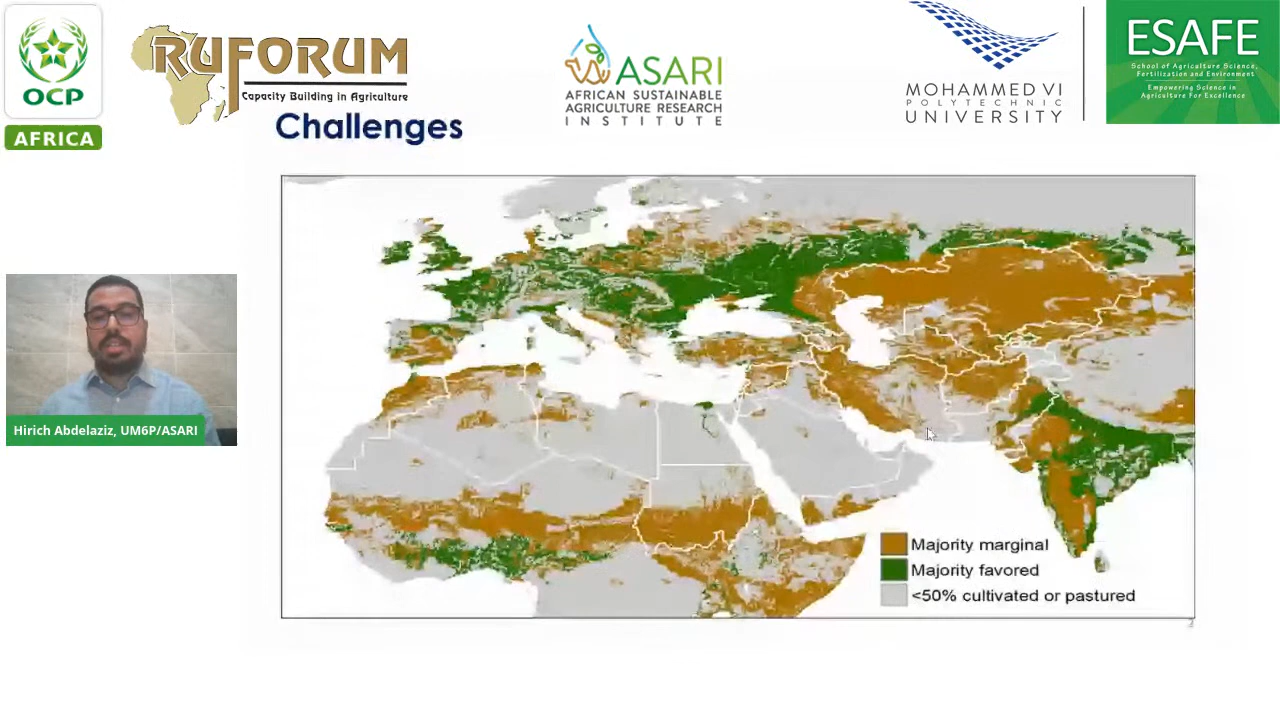 OCP
AFRICA
RUFORUM
Capacity Building in Agriculture
ASARI
AFRICAN SUSTAINABLE
AGRICULTURE RESEARCH
INSTITUTE
MOHAMMED VI
POLYTECHNIC
UNIVERSITY
ESAFE
School of Agriculture Science,
Fertilization and Environment
Empowering Science in
Agriculture For Excellence
Challenges
Hirich Abdelaziz, UM6P/ASARI
Majority marginal
Majority favored
<50% cultivated or pastured